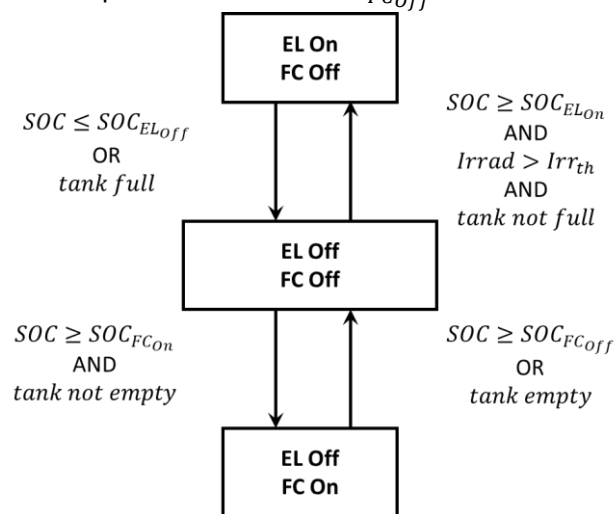 FC_Off
EL On
FC Off
SOC ≤ SOC_EL_Off
OR
tank full
SOC ≥ SOC_EL_On
AND
Irrad > Irr_th
AND
tank not full
EL Off
FC Off
SOC ≥ SOC_FC_On
AND
tank not empty
SOC ≥ SOC_FC_Off
OR
tank empty
EL Off
FC On